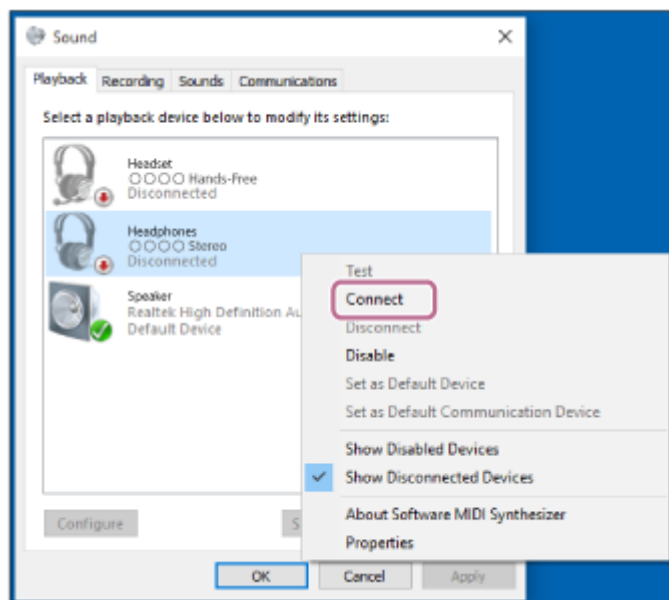 Sound
Playback Recording Sounds Communications
Select a playback device below to modify its settings:
Headset
○○○○ Hands-Free
Disconnected
Headphones
○○○○ Stereo
Disconnected
Speaker
Realtek High Definition Au
Default Device
Test
Connect
Disconnect
Disable
Set as Default Device
Set as Default Communication Device
Show Disabled Devices
Show Disconnected Devices
About Software MIDI Synthesizer
Properties
Configure S
OK Cancel Apply